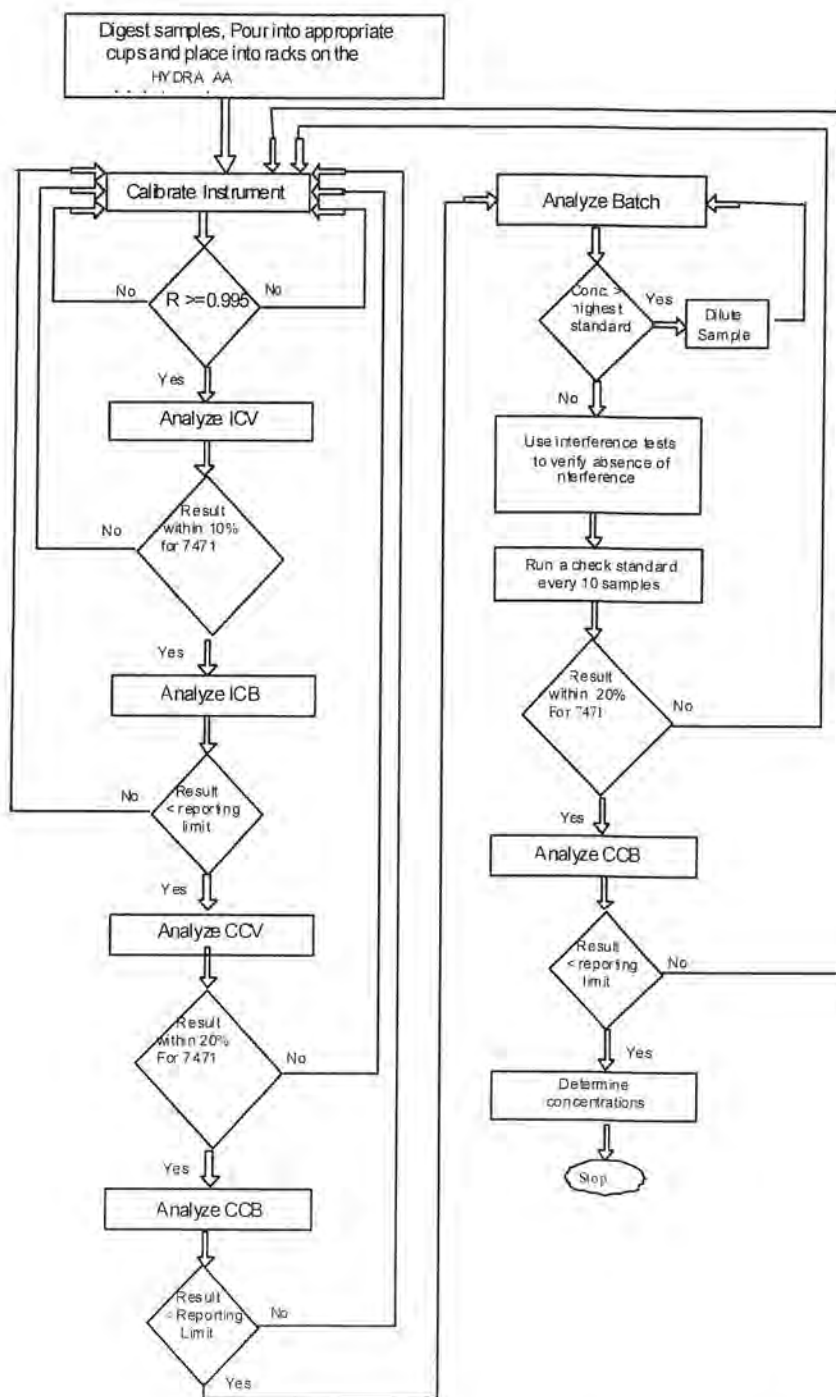 Digest samples, Pour into appropriate
cups and place into racks on the
HYDRA AA
Calibrate Instrument
No
R >=0.995
No
Yes
Analyze ICV
Result
within 10%
for 7471
No
Yes
Analyze ICB
Result
< reporting
limit
No
Yes
Analyze CCV
Result
within 20%
For 7471
No
Yes
Analyze CCB
Result
< Reporting
Limit
No
Yes
Analyze Batch
Conc. >
highest
standard
Yes
Dilute
Sample
No
Use interference tests
to verify absence of
nterference
Run a check standard
every 10 samples
Result
within 20%
For 7471
No
Yes
Analyze CCB
Result
< reporting
limit
No
Yes
Determine
concentrations
Stop